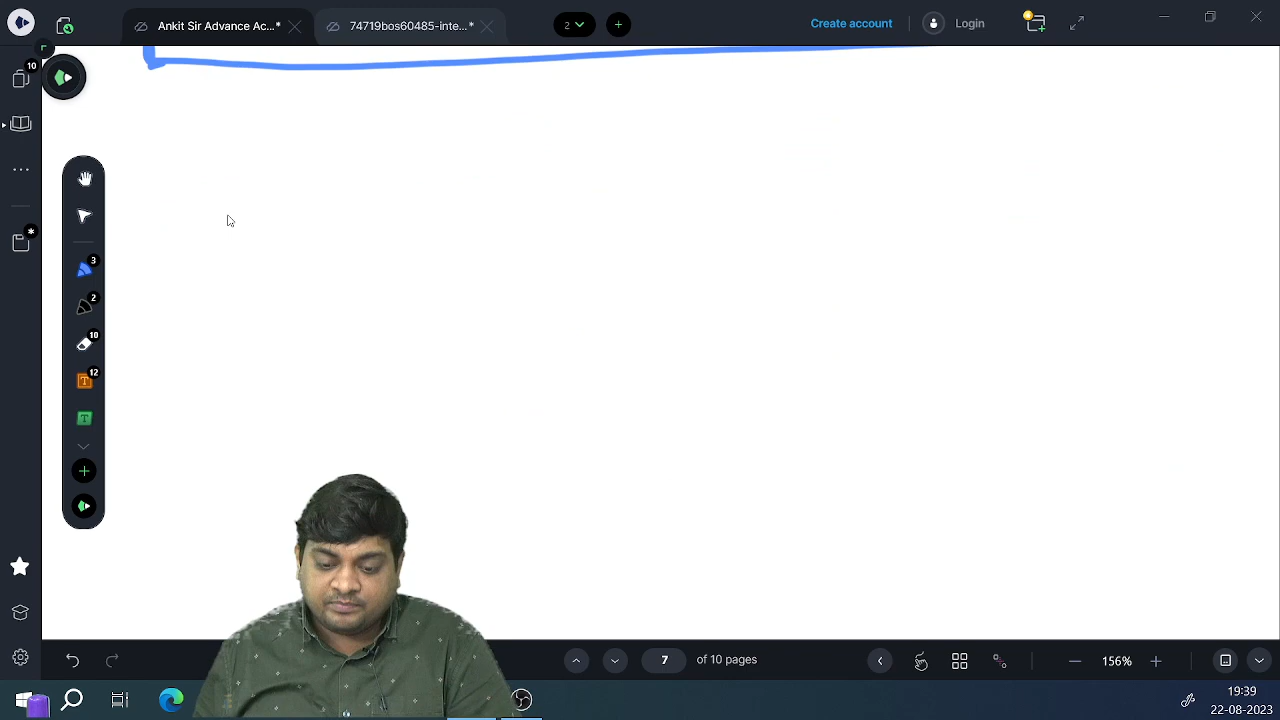 Ankit Sir Advance Ac...*
74719bos60485-inte...*
2
Create account
Login
10
*
3
2
10
12
T
T
7
of 10 pages
156%
19:39
22-08-2023